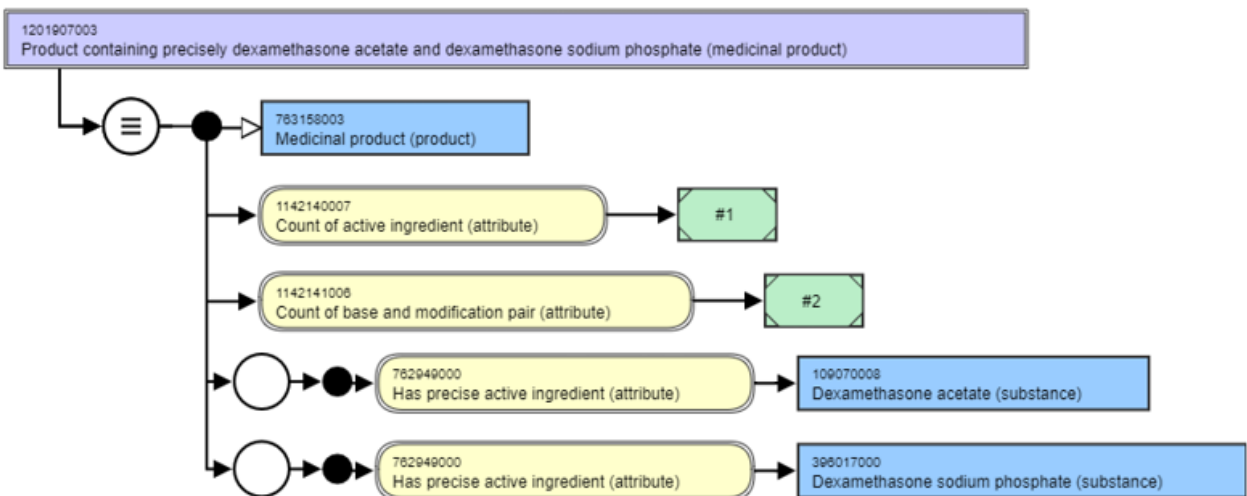 1201907003
Product containing precisely dexamethasone acetate and dexamethasone sodium phosphate (medicinal product)
763158003
Medicinal product (product)
1142140007
Count of active ingredient (attribute)
#1
1142141006
Count of base and modification pair (attribute)
#2
762949000
Has precise active ingredient (attribute)
109070008
Dexamethasone acetate (substance)
762949000
Has precise active ingredient (attribute)
396017000
Dexamethasone sodium phosphate (substance)